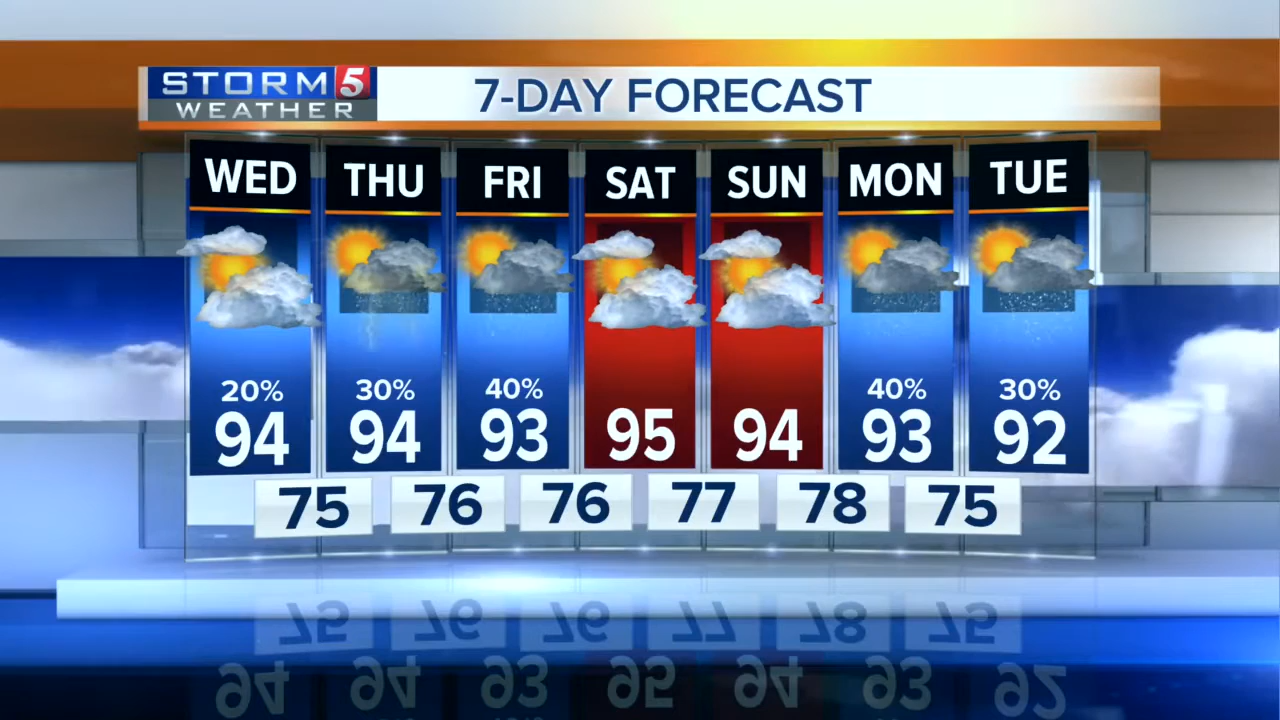 STORM 5
WEATHER
7-DAY FORECAST
WED THU FRI SAT SUN MON TUE
20% 30% 40% 40% 30%
94 94 93 95 94 93 92
75 76 76 77 78 75